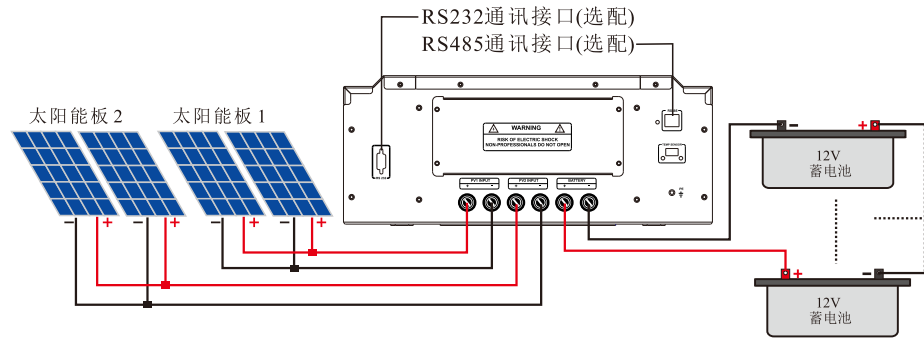 RS232通讯接口(选配)
RS485通讯接口(选配)
太阳能板 2
太阳能板 1
WARNING
RISK OF ELECTRIC SHOCK
NON-PROFESSIONALS DO NOT OPEN
TEMP SENSOR
PV1 INPUT
PV2 INPUT
BATTERY
+ - + - + -
- + - + - + - +
- +
12V
蓄电池
+ -
12V
蓄电池